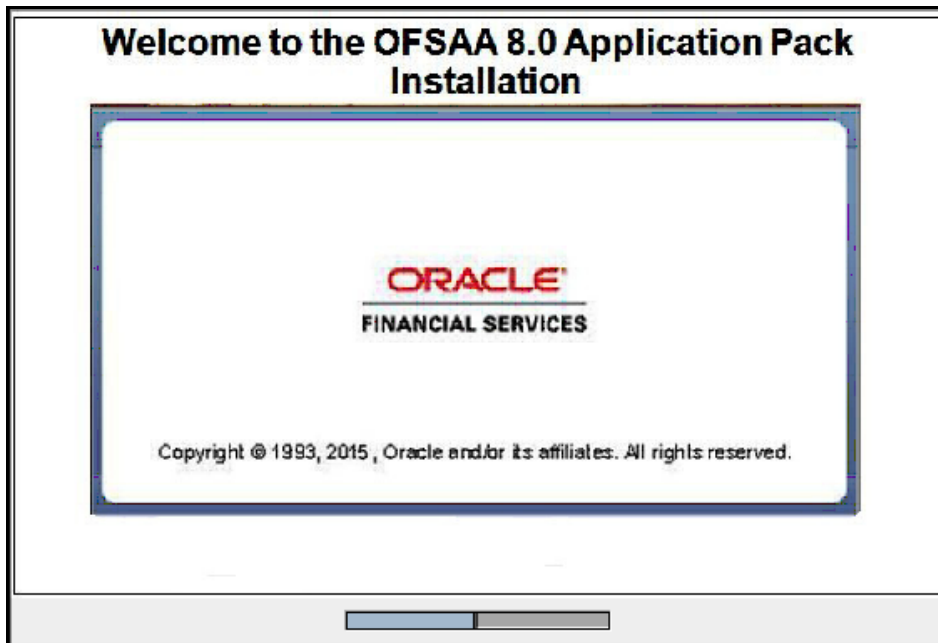 Welcome to the OFSAA 8.0 Application Pack
Installation
ORACLE®
FINANCIAL SERVICES
Copyright © 1993, 2015 , Oracle and/or its affiliates. All rights reserved.